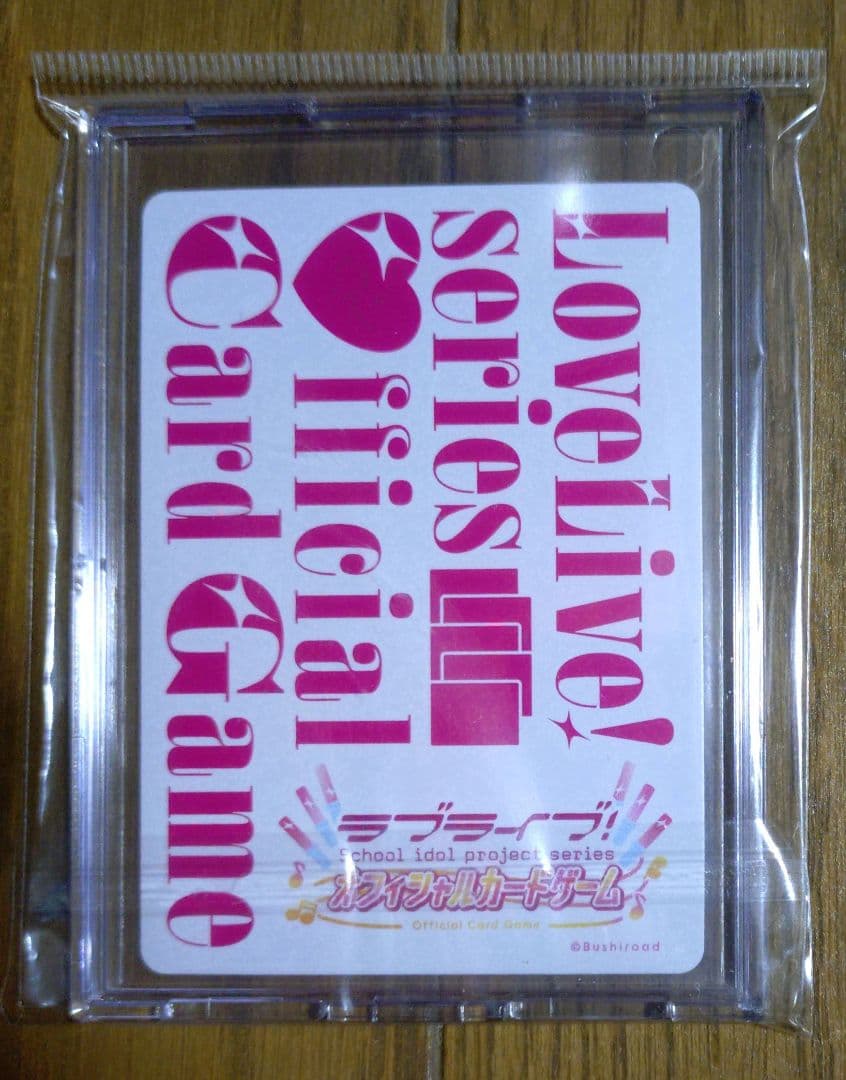 LoveLive!
series
Official
Card Game
ラブライブ!
School idol project series
オフィシャルカードゲーム
Official Card Game
©Bushiroad